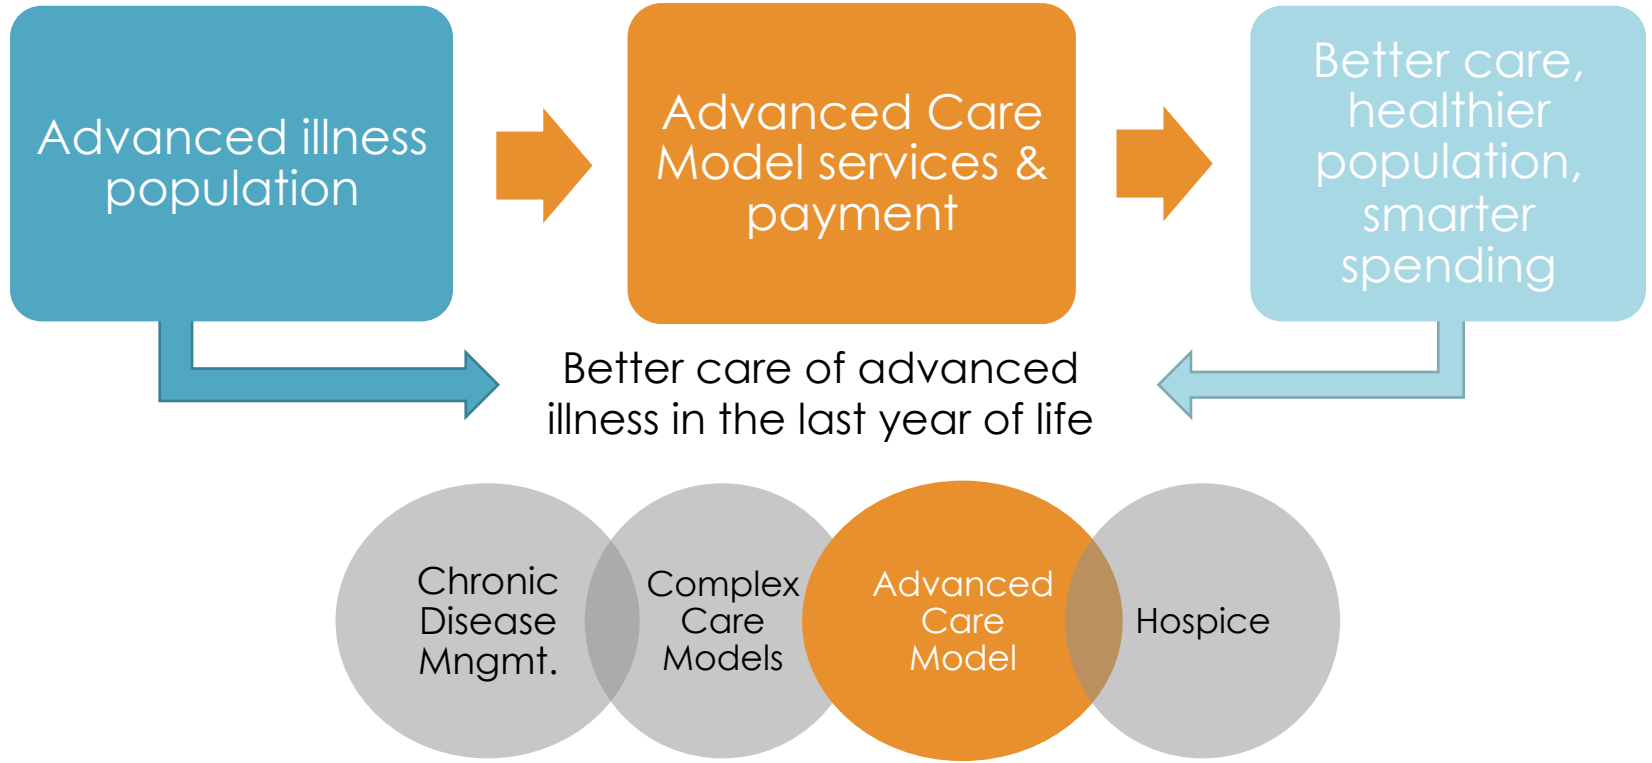 Advanced illness
population
Advanced Care
Model services &
payment
Better care,
healthier
population,
smarter
spending
Better care of advanced
illness in the last year of life
Chronic
Disease
Mngmt.
Complex
Care
Models
Advanced
Care
Model
Hospice